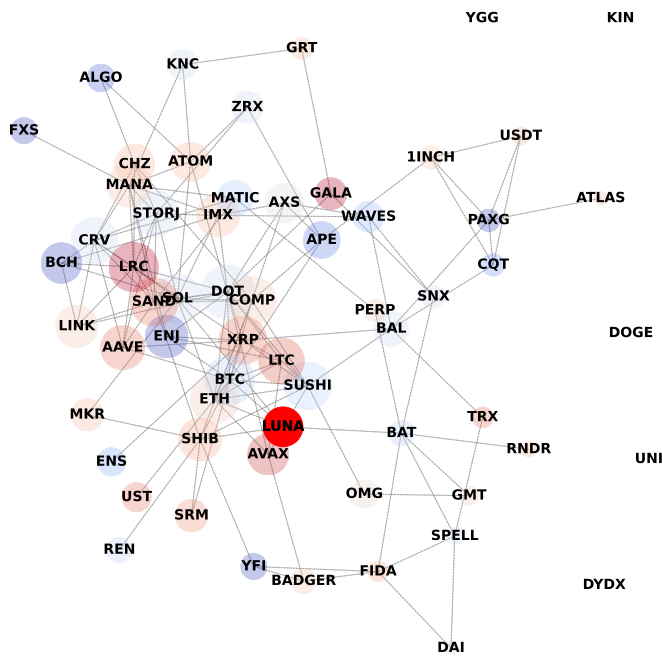 YGG
KIN
GRT
KNC
ALGO
ZRX
FXS
USDT
1INCH
CHZ
ATOM
MANA
GALA
MATIC
ATLAS
AXS
STORJ
IMX
WAVES
PAXG
CRV
APE
BCH
LRC
CQT
DOT
SNX
SOL
SAND
COMP
PERP
LINK
BAL
DOGE
ENJ
XRP
AAVE
LTC
BTC
SUSHI
ETH
MKR
TRX
LUNA
BAT
SHIB
RNDR
AVAX
UNI
ENS
OMG
GMT
UST
SRM
SPELL
REN
YFI
FIDA
BADGER
DYDX
DAI